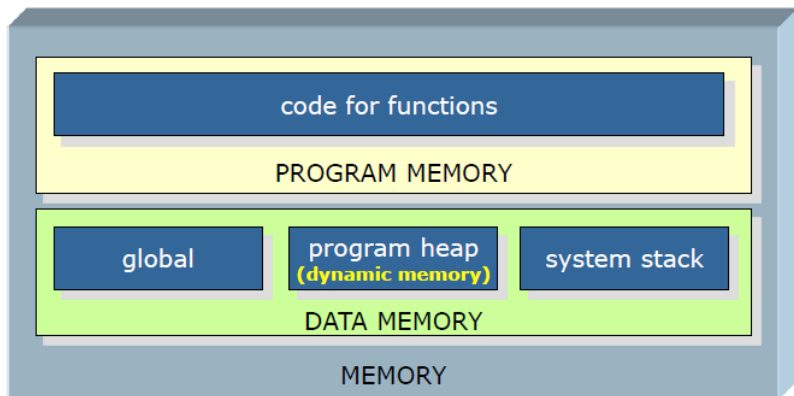 code for functions
PROGRAM MEMORY
global
program heap
(dynamic memory)
system stack
DATA MEMORY
MEMORY